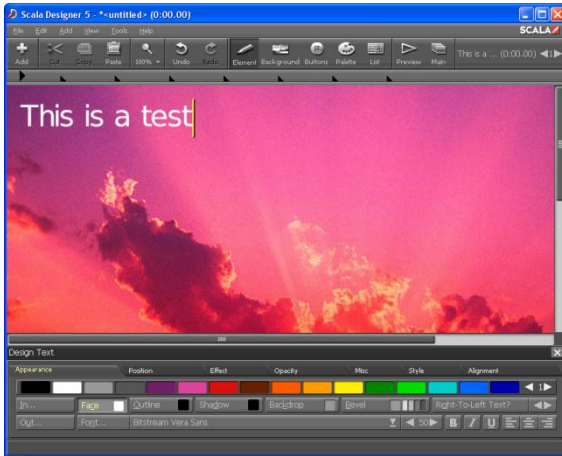 Scala Designer 5 - *<untitled> (0:00.00)
File Edit Add View Tools Help
SCALA
Add Cut Copy Paste 100% Undo Redo Element Background Buttons Palette List Preview Main This is a ... (0:00.00) 1
This is a test
Design Text
Appearance Position Effect Opacity Misc Style Alignment
1
In... Face Outline Shadow Backdrop Bevel Right-To-Left Text?
Out... Font... Bitstream Vera Sans 50 B I U